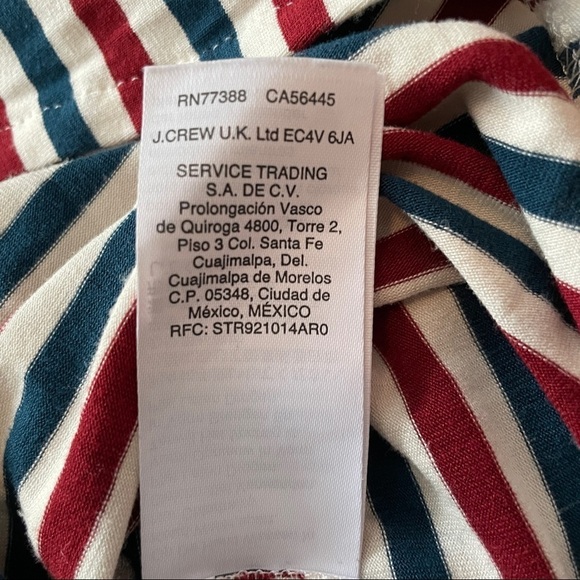 RN77388 CA56445
J.CREW U.K. Ltd EC4V 6JA
SERVICE TRADING
S.A. DE C.V.
Prolongación Vasco
de Quiroga 4800, Torre 2,
Piso 3 Col. Santa Fe
Cuajimalpa, Del.
Cuajimalpa de Morelos
C.P. 05348, Ciudad de
México, MÉXICO
RFC: STR921014AR0